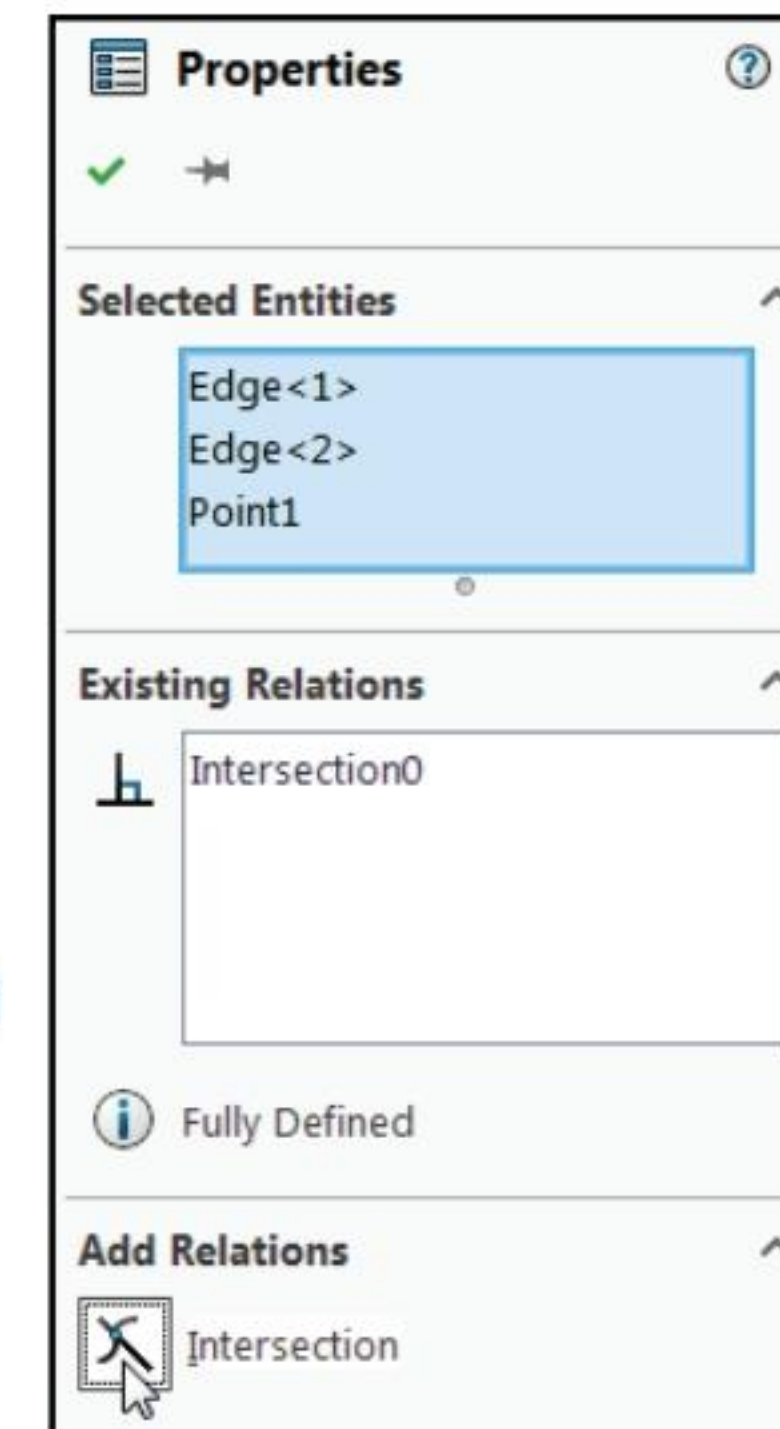 Properties
Selected Entities
Edge<1>
Edge<2>
Point1
Existing Relations
Intersection0
Fully Defined
Add Relations
Intersection